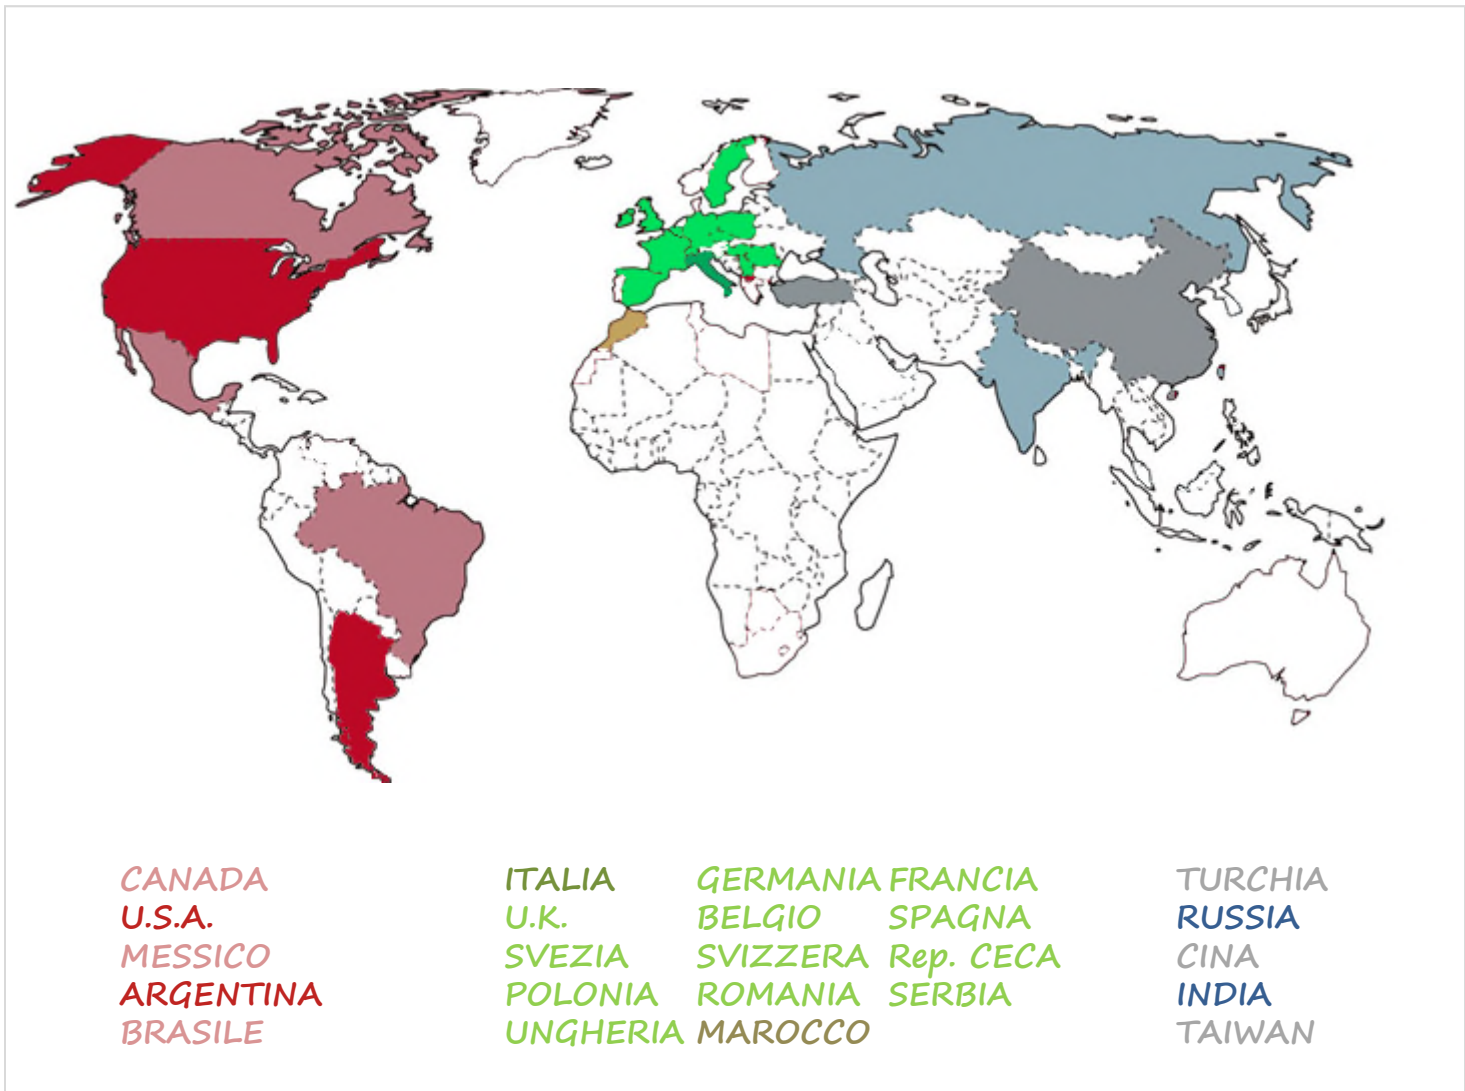 CANADA
U.S.A.
MESSICO
ARGENTINA
BRASILE
ITALIA GERMANIA FRANCIA
U.K. BELGIO SPAGNA
SVEZIA SVIZZERA Rep. CECA
POLONIA ROMANIA SERBIA
UNGHERIA MAROCCO
TURCHIA
RUSSIA
CINA
INDIA
TAIWAN